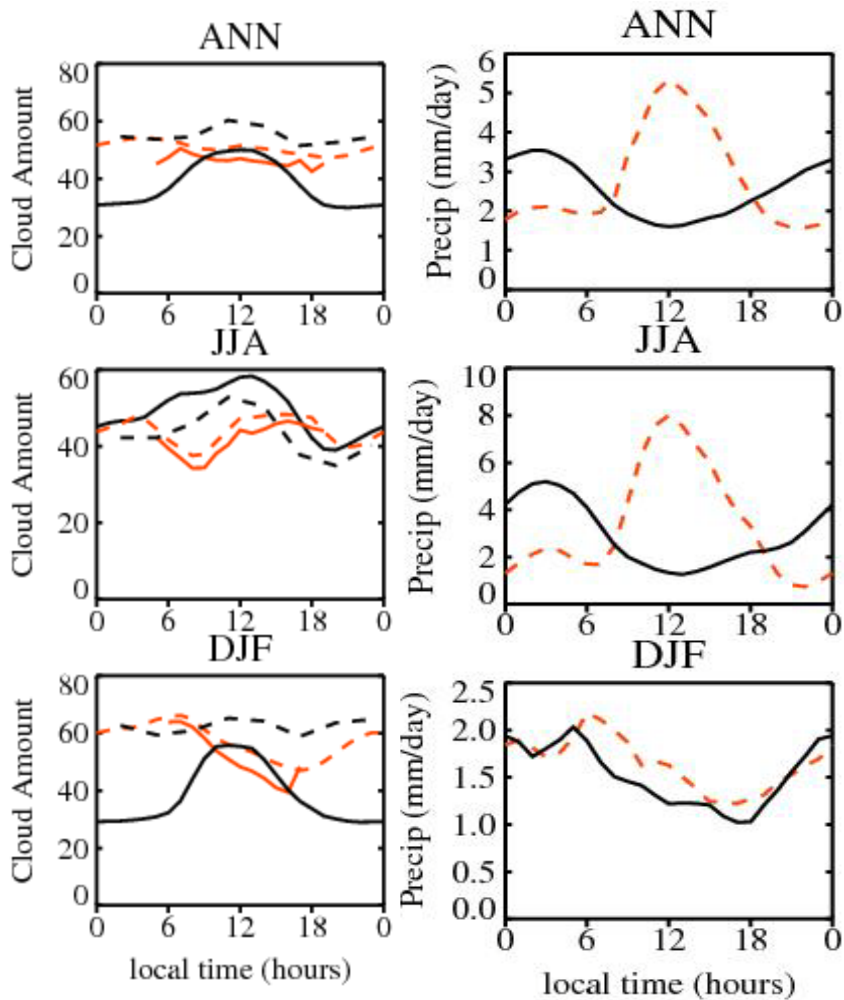 ANN
Cloud Amount
80
60
40
20
0
0 6 12 18 0
ANN
Precip (mm/day)
6
5
4
3
2
1
0
0 6 12 18 0
JJA
Cloud Amount
60
40
20
0
0 6 12 18 0
JJA
Precip (mm/day)
10
8
6
4
2
0
0 6 12 18 0
DJF
Cloud Amount
80
60
40
20
0
0 6 12 18 0
local time (hours)
DJF
Precip (mm/day)
2.5
2.0
1.5
1.0
0.5
0.0
0 6 12 18 0
local time (hours)